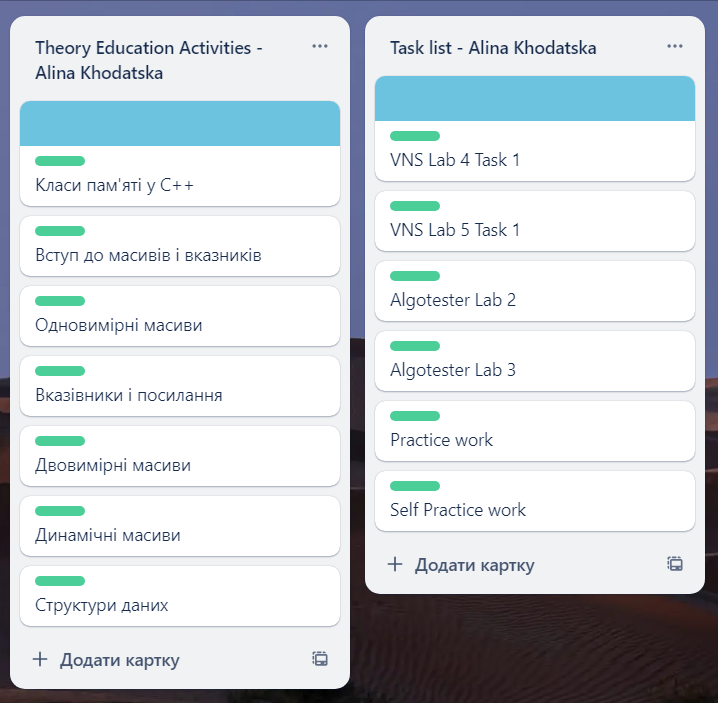 Theory Education Activities -
Alina Khodatska
Класи пам'яті у C++
Вступ до масивів і вказників
Одновимірні масиви
Вказівники і посилання
Двовимірні масиви
Динамічні масиви
Структури даних
Додати картку
Task list - Alina Khodatska
VNS Lab 4 Task 1
VNS Lab 5 Task 1
Algotester Lab 2
Algotester Lab 3
Practice work
Self Practice work
Додати картку